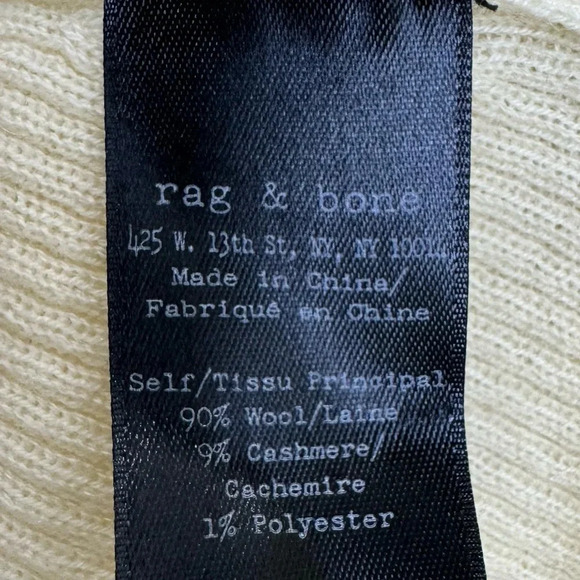 rag & bone
425 W. 13th St, NY, NY 10014
Made in China/
Fabriqué en Chine
Self/Tissu Principal
90% Wool/Laine
9% Cashmere/
Cachemire
1% Polyester